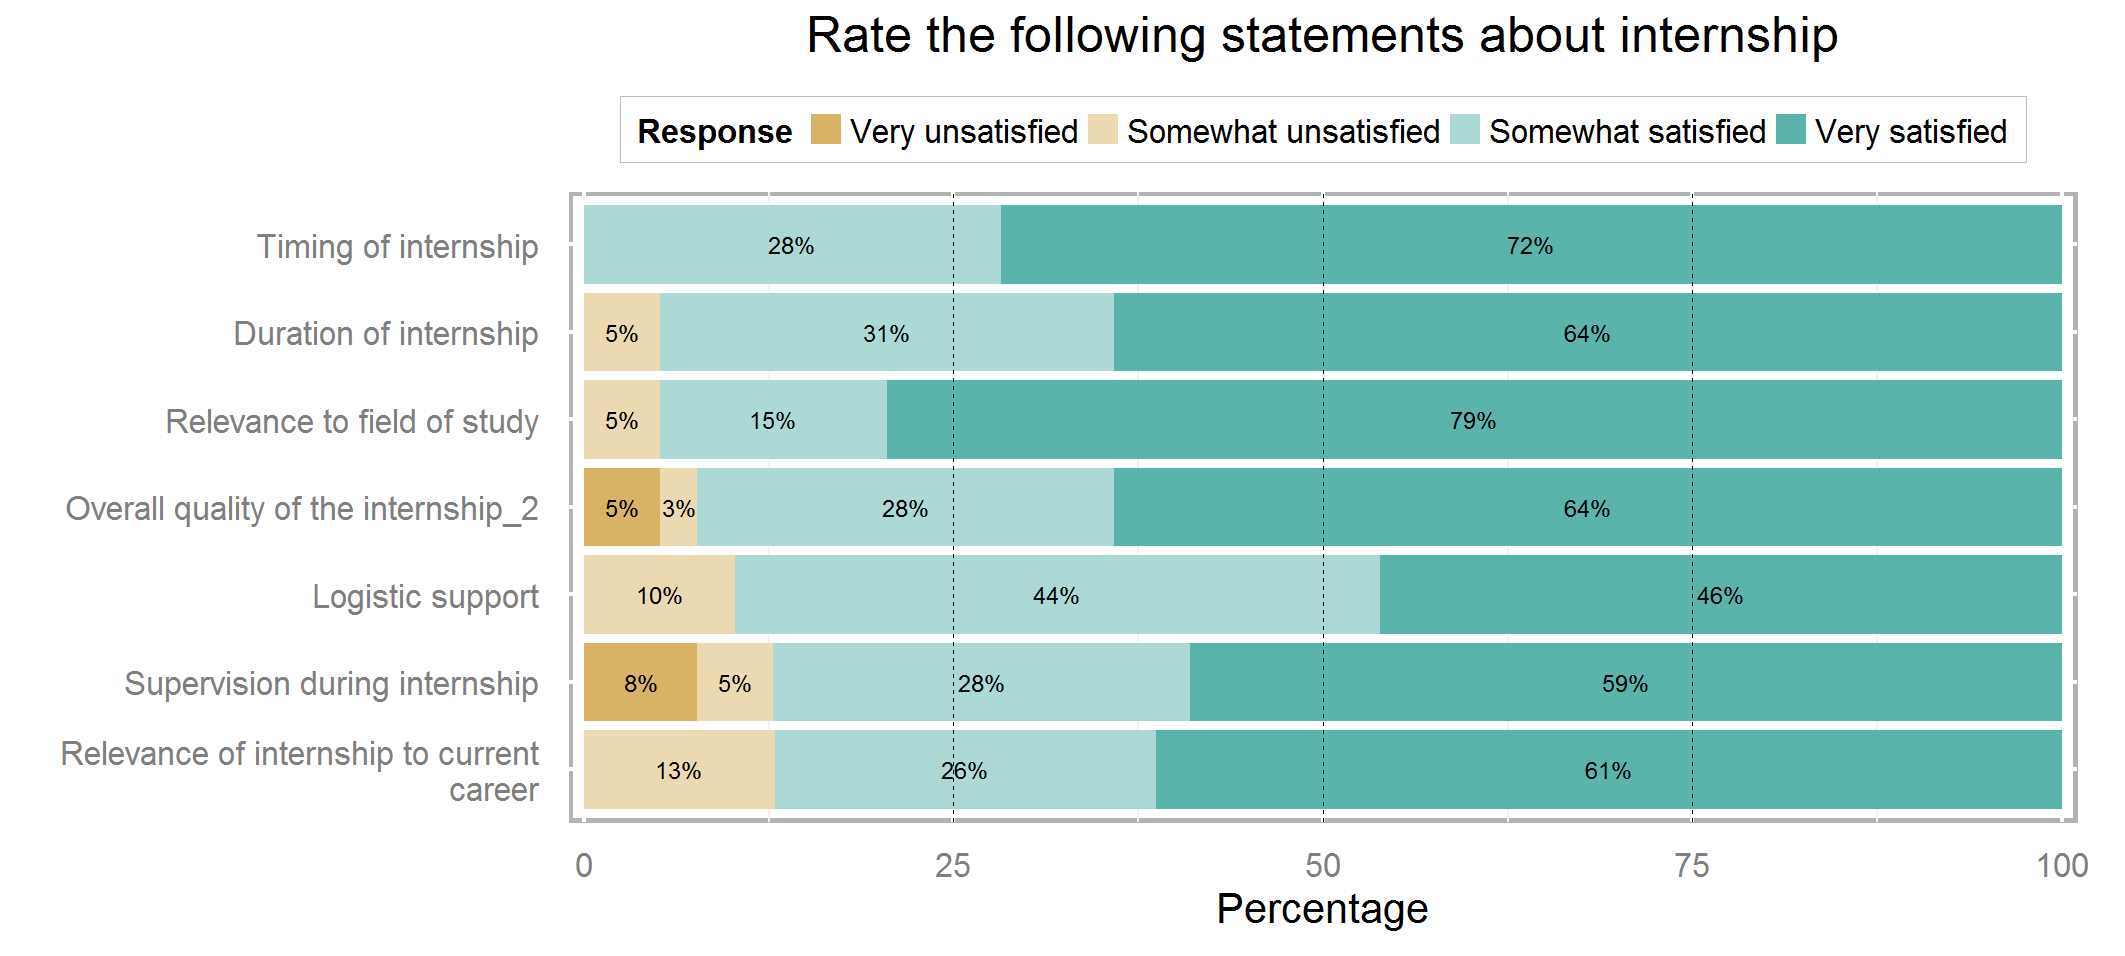 Rate the following statements about internship
Response Very unsatisfied Somewhat unsatisfied Somewhat satisfied Very satisfied
Timing of internship 28% 72%
Duration of internship 5% 31% 64%
Relevance to field of study 5% 15% 79%
Overall quality of the internship_2 5% 3% 28% 64%
Logistic support 10% 44% 46%
Supervision during internship 8% 5% 28% 59%
Relevance of internship to current
career 13% 26% 61%
0 25 50 75 100
Percentage